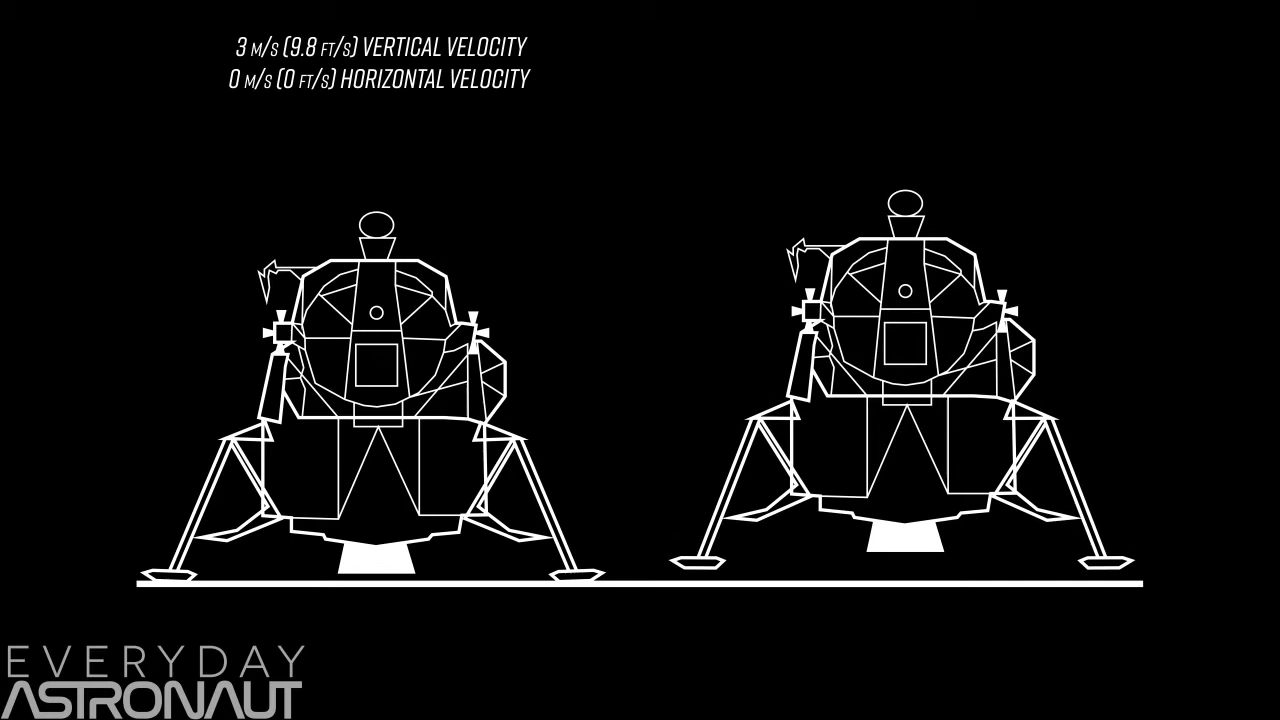 3 M/S (9.8 FT/S) VERTICAL VELOCITY
0 M/S (0 FT/S) HORIZONTAL VELOCITY
EVERYDAY
ASTRONAUT